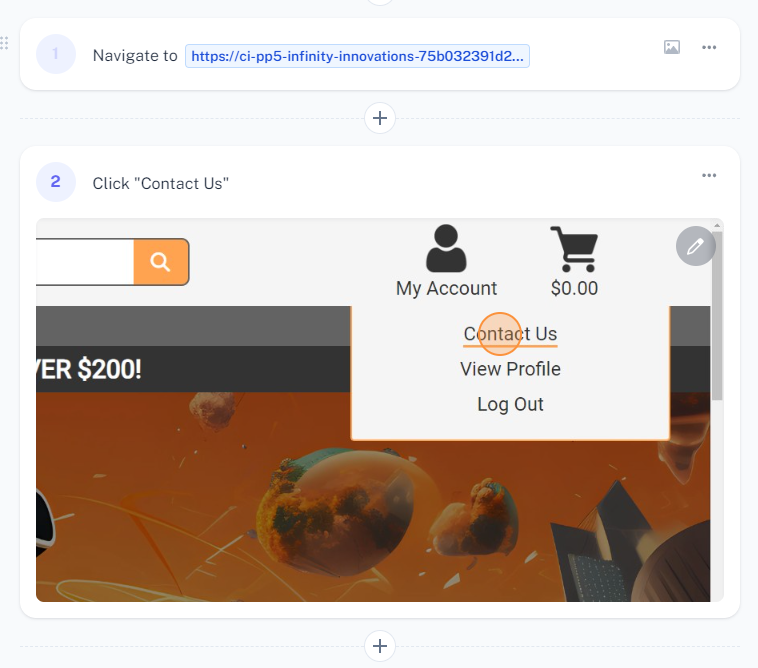 1
Navigate to https://ci-pp5-infinity-innovations-75b032391d2...
2
Click "Contact Us"
My Account
$0.00
Contact Us
View Profile
VER $200!
Log Out